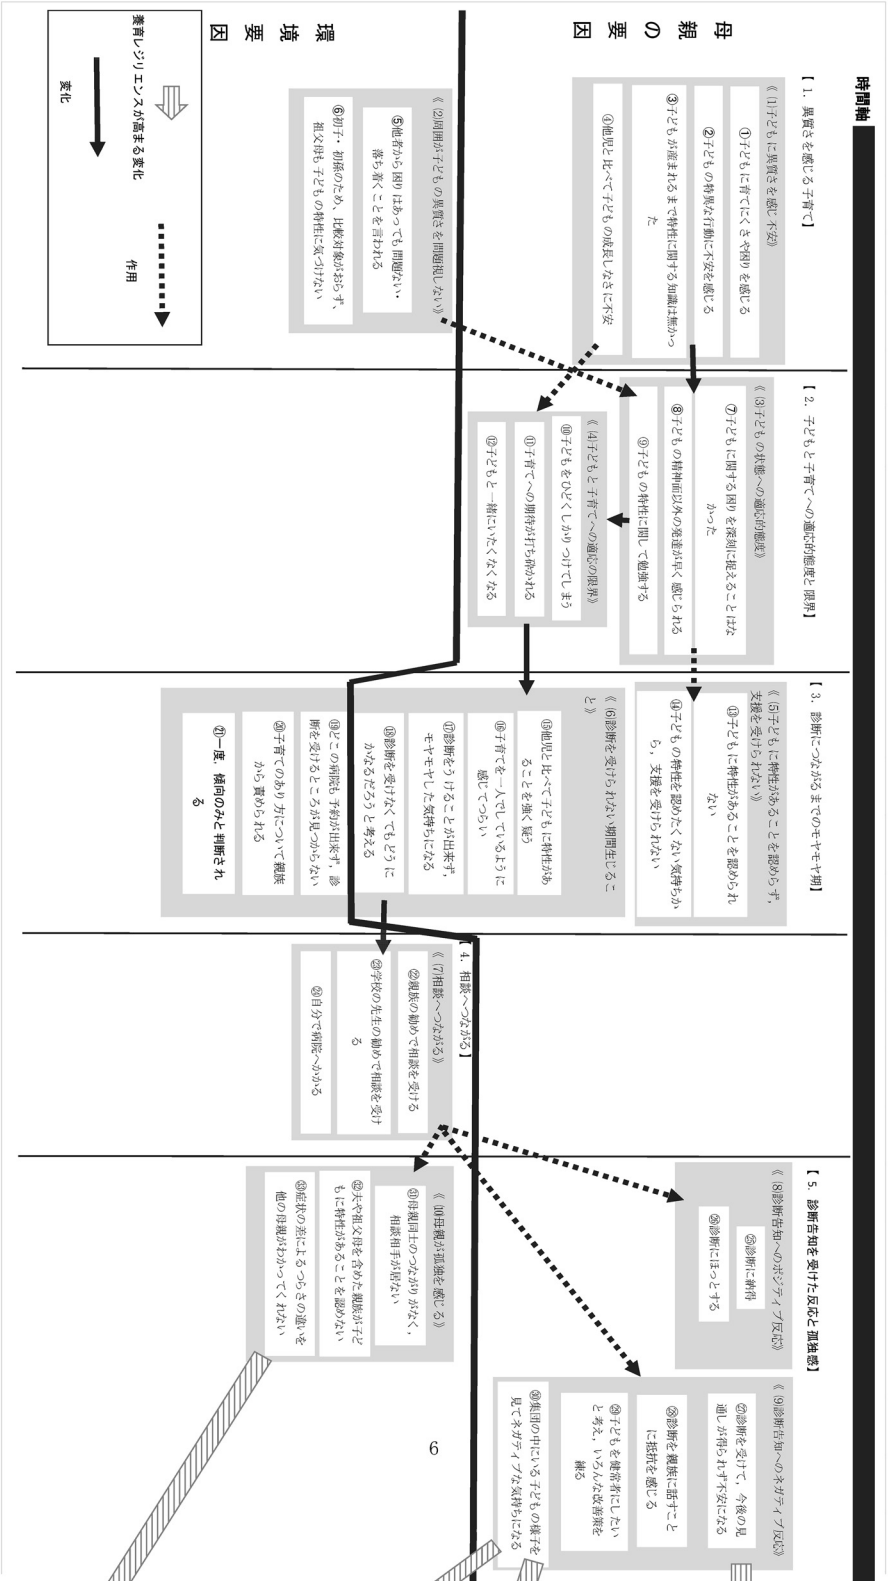 時間軸
母親の要因
環境要因
【1. 異質さを感じる子育て】
《(1)子どもに異質さを感じ不安》
①子どもに育てにくさや困りを感じる
②子どもの特異な行動に不安を感じる
③子どもが産まれるまで特性に関する知識は無かっ
た
④他児と比べて子どもの成長しなさに不安
《(2)周囲が子どもの異質さを問題視しない》
⑤他者から困りはあっても問題ない・
落ち着くことを言われる
⑥初子・初孫のため、比較対象がおらず、
祖父母も子どもの特性に気づけない
養育レジリエンスが高まる変化
変化
作用
【2. 子どもと子育てへの適応的態度と限界】
《(3)子どもの状態への適応的態度》
⑦子どもに関する困りを深刻に捉えることはな
かった
⑧子どもの精神面以外の発達が早く感じられる
⑨子どもの特性に関して勉強する
《(4)子どもと子育てへの適応の限界》
⑩子どもをひどくしかりつけてしまう
⑪子育てへの期待が打ち砕かれる
⑫子どもと一緒にいたくなくなる
【3. 診断につながるまでのモヤモヤ期】
《(5)子どもに特性があることを認めらず,
支援を受けられない》
⑬子どもに特性があることを認められ
ない
⑭子どもの特性を認めたくない気持ちか
ら，支援を受けられない
《(6)診断を受けられない期間生じるこ
と》
⑮他児と比べて子どもに特性があ
ることを強く疑う
⑯子育てを一人でしているように
感じてつらい
⑰診断をうけることが出来ず,
モヤモヤした気持ちになる
⑱診断を受けなくてもどうに
かなるだろうと考える
⑲どこの病院も予約が出来ず，診
断を受けるところが見つからない
⑳子育てのあり方について親族
から責められる
㉑一度，傾向のみと判断され
る
【4. 相談へつながる】
《(7)相談へつながる》
㉒親族の勧めで相談を受ける
㉓学校の先生の勧めで相談を受け
る
㉔自分で病院へかかる
【5. 診断告知を受けた反応と孤独感】
《(8)診断告知へのポジティブ反応》
㉕診断に納得
㉖診断にほっとする
《(9)診断告知へのネガティブ反応》
㉗診断を受けて，今後の見
通しが得られず不安になる
㉘診断を親族に話すこと
に抵抗を感じる
㉙子どもを健常者にしたい
と考え，いろんな改善策を
練る
㉚集団の中にいる子どもの様子を
見てネガティブな気持ちになる
《(10)母親が孤独を感じる》
㉛母親同士のつながりがなく，
相談相手が居ない
㉜夫や祖父母を含めた親族が子ど
もに特性があることを認めない
㉝症状の差によるつらさの違いを
他の母親がわかってくれない
6